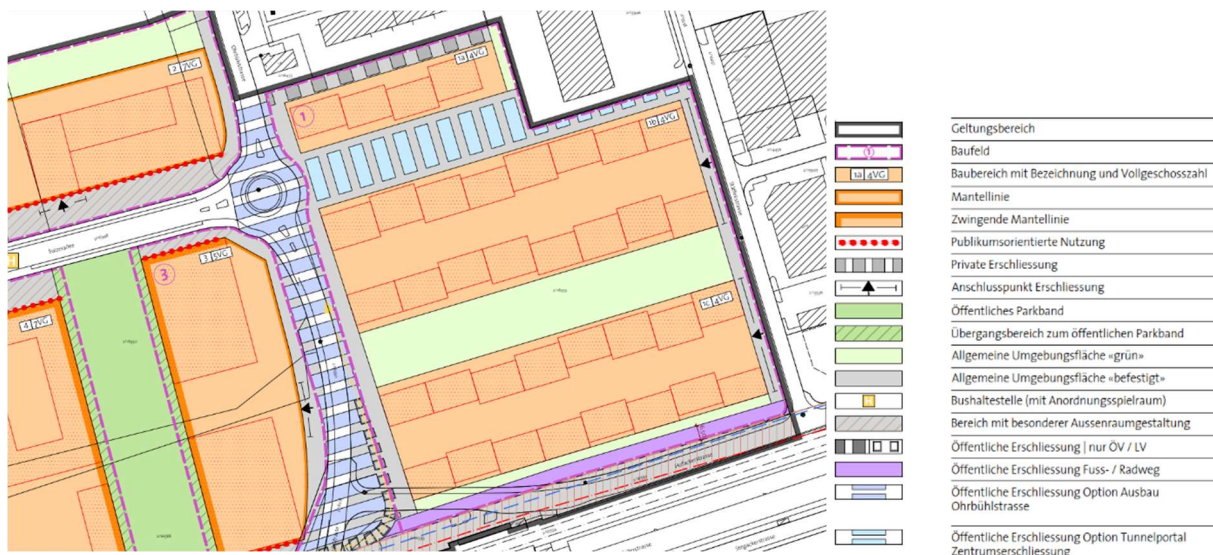 2 7VG
1a 4VG
1
1b 4VG
3 5VG
3
H
4 7VG
1c 4VG
Geltungsbereich
1
Baufeld
1a 4VG
Baubereich mit Bezeichnung und Vollgeschosszahl
Mantellinie
Zwingende Mantellinie
Publikumsorientierte Nutzung
Private Erschliessung
Anschlusspunkt Erschliessung
Öffentliches Parkband
Übergangsbereich zum öffentlichen Parkband
Allgemeine Umgebungsfläche «grün»
Allgemeine Umgebungsfläche «befestigt»
H
Bushaltestelle (mit Anordnungsspielraum)
Bereich mit besonderer Aussenraumgestaltung
Öffentliche Erschliessung | nur ÖV / LV
Öffentliche Erschliessung Fuss- / Radweg
Öffentliche Erschliessung Option Ausbau
Ohrbühlstrasse
Öffentliche Erschliessung Option Tunnelportal
Zentrumserschliessung